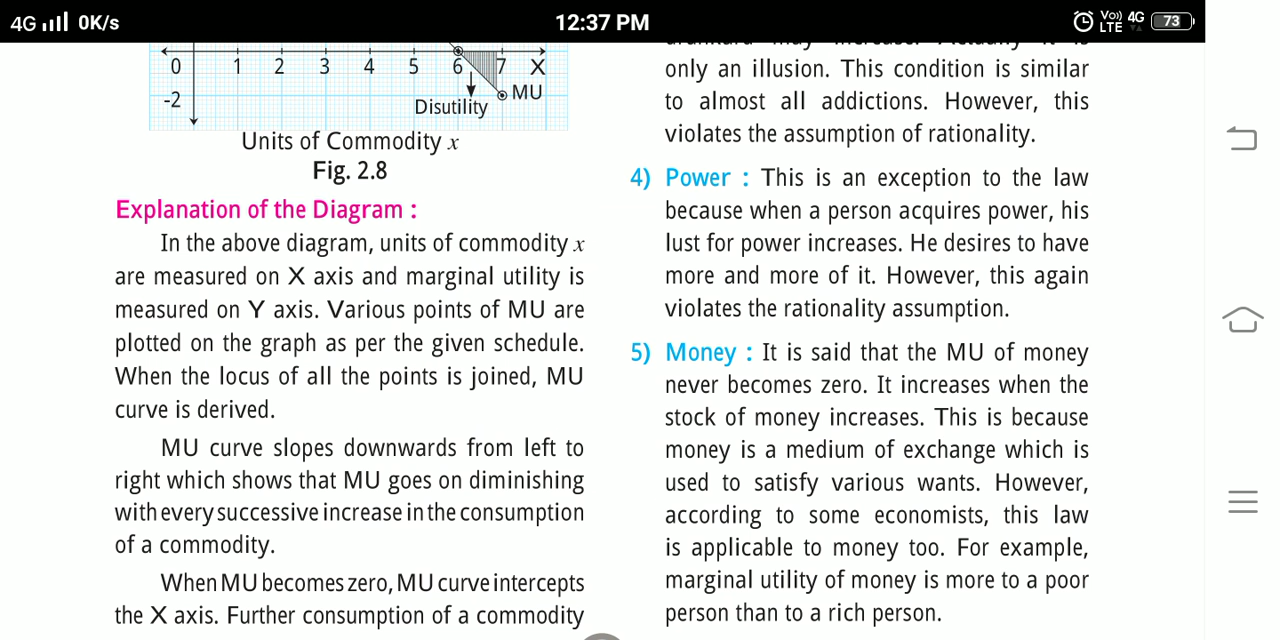 4G 0K/s 12:37 PM Vo) LTE 4G 73
0 1 2 3 4 5 6 7 X
-2 Disutility MU
Units of Commodity x
Fig. 2.8
Explanation of the Diagram :
In the above diagram, units of commodity x
are measured on X axis and marginal utility is
measured on Y axis. Various points of MU are
plotted on the graph as per the given schedule.
When the locus of all the points is joined, MU
curve is derived.
MU curve slopes downwards from left to
right which shows that MU goes on diminishing
with every successive increase in the consumption
of a commodity.
When MU becomes zero, MU curve intercepts
the X axis. Further consumption of a commodity
only an illusion. This condition is similar
to almost all addictions. However, this
violates the assumption of rationality.
4) Power : This is an exception to the law
because when a person acquires power, his
lust for power increases. He desires to have
more and more of it. However, this again
violates the rationality assumption.
5) Money : It is said that the MU of money
never becomes zero. It increases when the
stock of money increases. This is because
money is a medium of exchange which is
used to satisfy various wants. However,
according to some economists, this law
is applicable to money too. For example,
marginal utility of money is more to a poor
person than to a rich person.